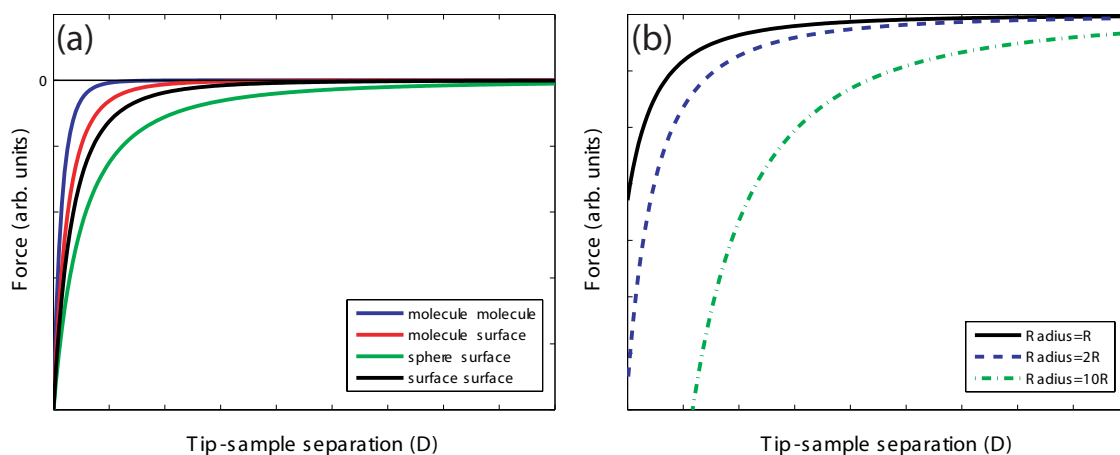 (a)
0
Force (arb. units)
molecule molecule
molecule surface
sphere surface
surface surface
Tip-sample separation (D)
(b)
Force (arb. units)
Radius=R
Radius=2R
Radius=10R
Tip-sample separation (D)